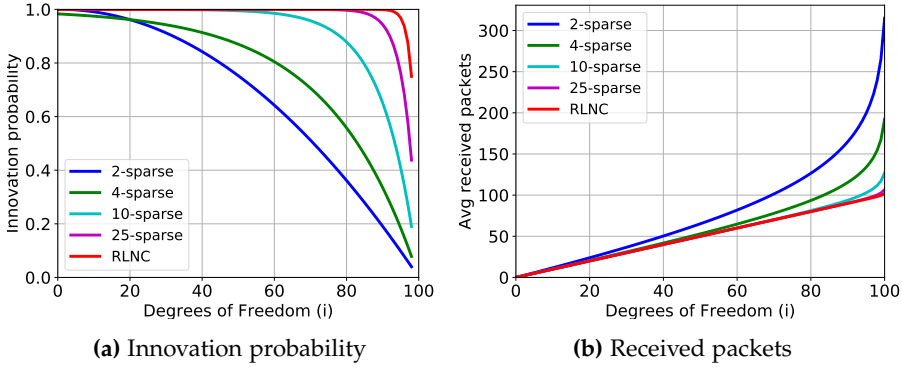 1.0
0.8
0.6
0.4
0.2
0.0
0 20 40 60 80 100
Innovation probability
Degrees of Freedom (i)
2-sparse
4-sparse
10-sparse
25-sparse
RLNC
(a) Innovation probability
300
250
200
150
100
50
0
0 20 40 60 80 100
Avg received packets
Degrees of Freedom (i)
2-sparse
4-sparse
10-sparse
25-sparse
RLNC
(b) Received packets